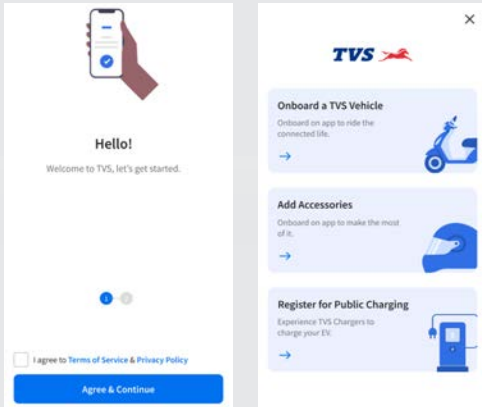 Hello!
Welcome to TVS, let's get started.
1
2
I agree to Terms of Service & Privacy Policy
Agree & Continue
TVS
Onboard a TVS Vehicle
Onboard on app to ride the
connected life.
Add Accessories
Onboard on app to make the most
of it.
Register for Public Charging
Experience TVS Chargers to
charge your EV.